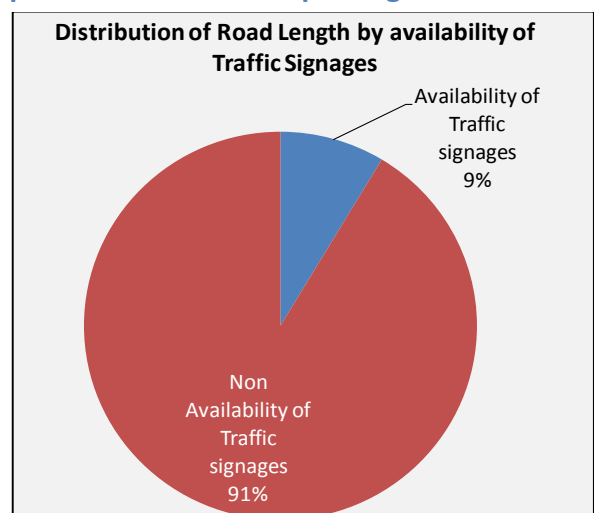 Distribution of Road Length by availability of
Traffic Signages
Availability of
Traffic
signages
9%
Non
Availability of
Traffic
signages
91%